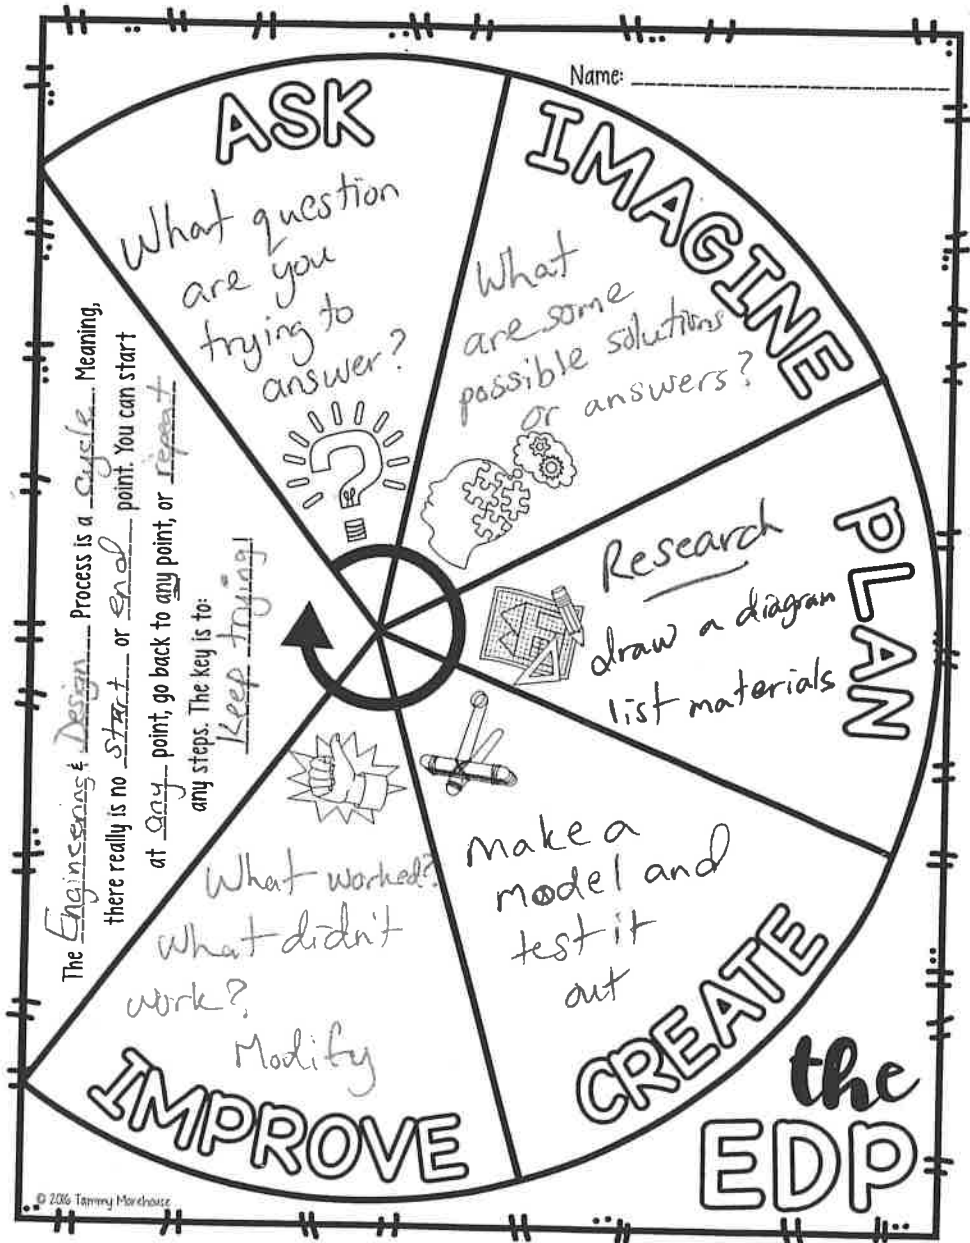 Name:
ASK
What question
are you
trying to
answer?
IMAGINE
What
are some
possible solutions
or answers?
PLAN
Research
draw a diagram
list materials
CREATE
make a
model and
test it
out
IMPROVE
What worked?
What didn't
work?
Modify
The Engineering & Design Process is a cycle. Meaning,
there really is no start or end point. You can start
at any point, go back to any point, or repeat
any steps. The key is to:
Keep trying!
the
EDP
© 2016 Tammy Morehouse